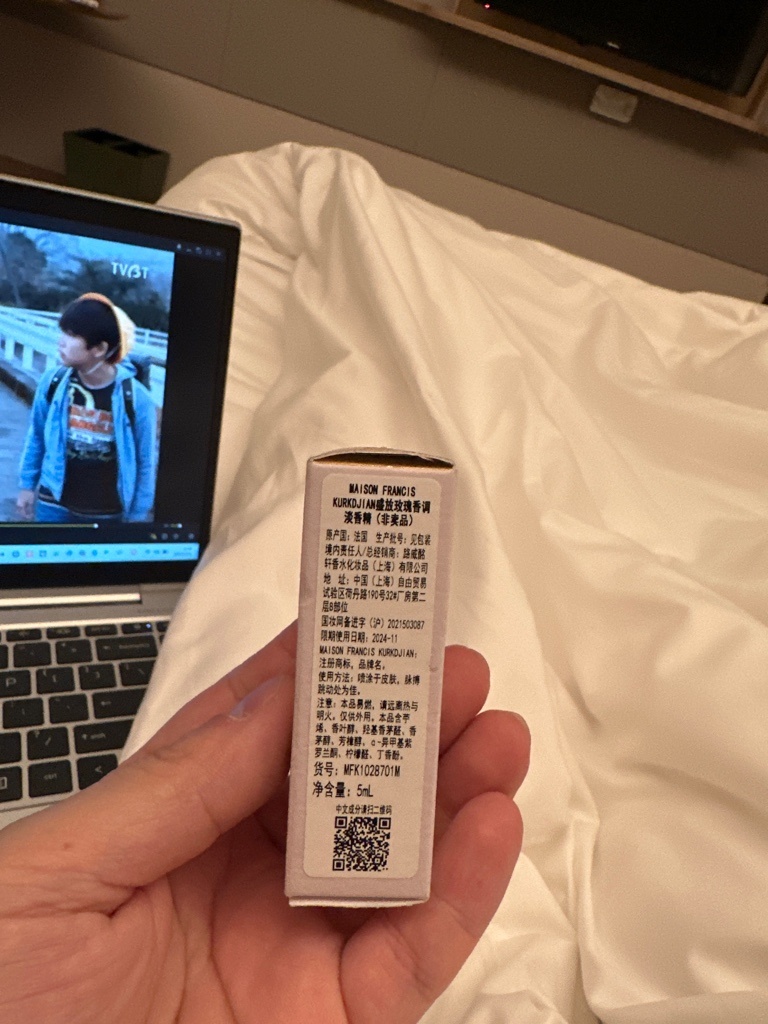 TVBT
MAISON FRANCIS
KURKDJIAN盛放玫瑰香调
淡香精（非卖品）
原产国：法国 生产批号：见包装
境内责任人/总经销商：路威酩
轩香水化妆品（上海）有限公司
地 址：中国（上海）自由贸易
试验区荷丹路190号32#厂房第二
层B部位
国妆网备进字（沪）2021503087
限期使用日期：2024-11
MAISON FRANCIS KURKDJIAN：
注册商标，品牌名。
使用方法：喷涂于皮肤，脉搏
跳动处为佳。
注意：本品易燃，请远离热与
明火。仅供外用。本品含苧
烯、香叶醇、羟基香茅醛、香
茅醇、芳樟醇、α-异甲基紫
罗兰酮、柠檬醛、丁香酚。
货号：MFK1028701M
净含量：5mL
中文成分请扫二维码
ctrl